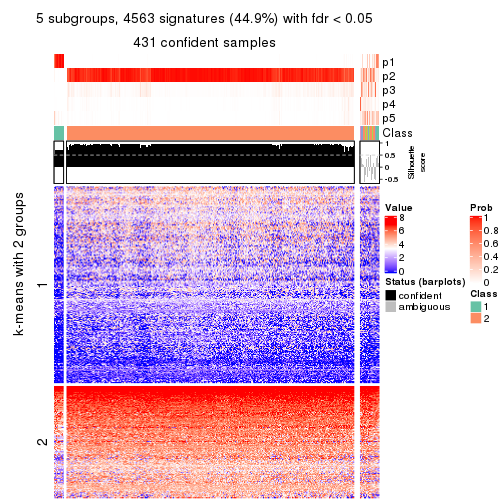 5 subgroups, 4563 signatures (44.9%) with fdr < 0.05
431 confident samples
p1
p2
p3
p4
p5
Class
1
0.5
0
-0.5
Silhouette
score
k-means with 2 groups
1
2
Value
8
6
4
2
0
Status (barplots)
confident
ambiguous
Prob
1
0.8
0.6
0.4
0.2
0
Class
1
2